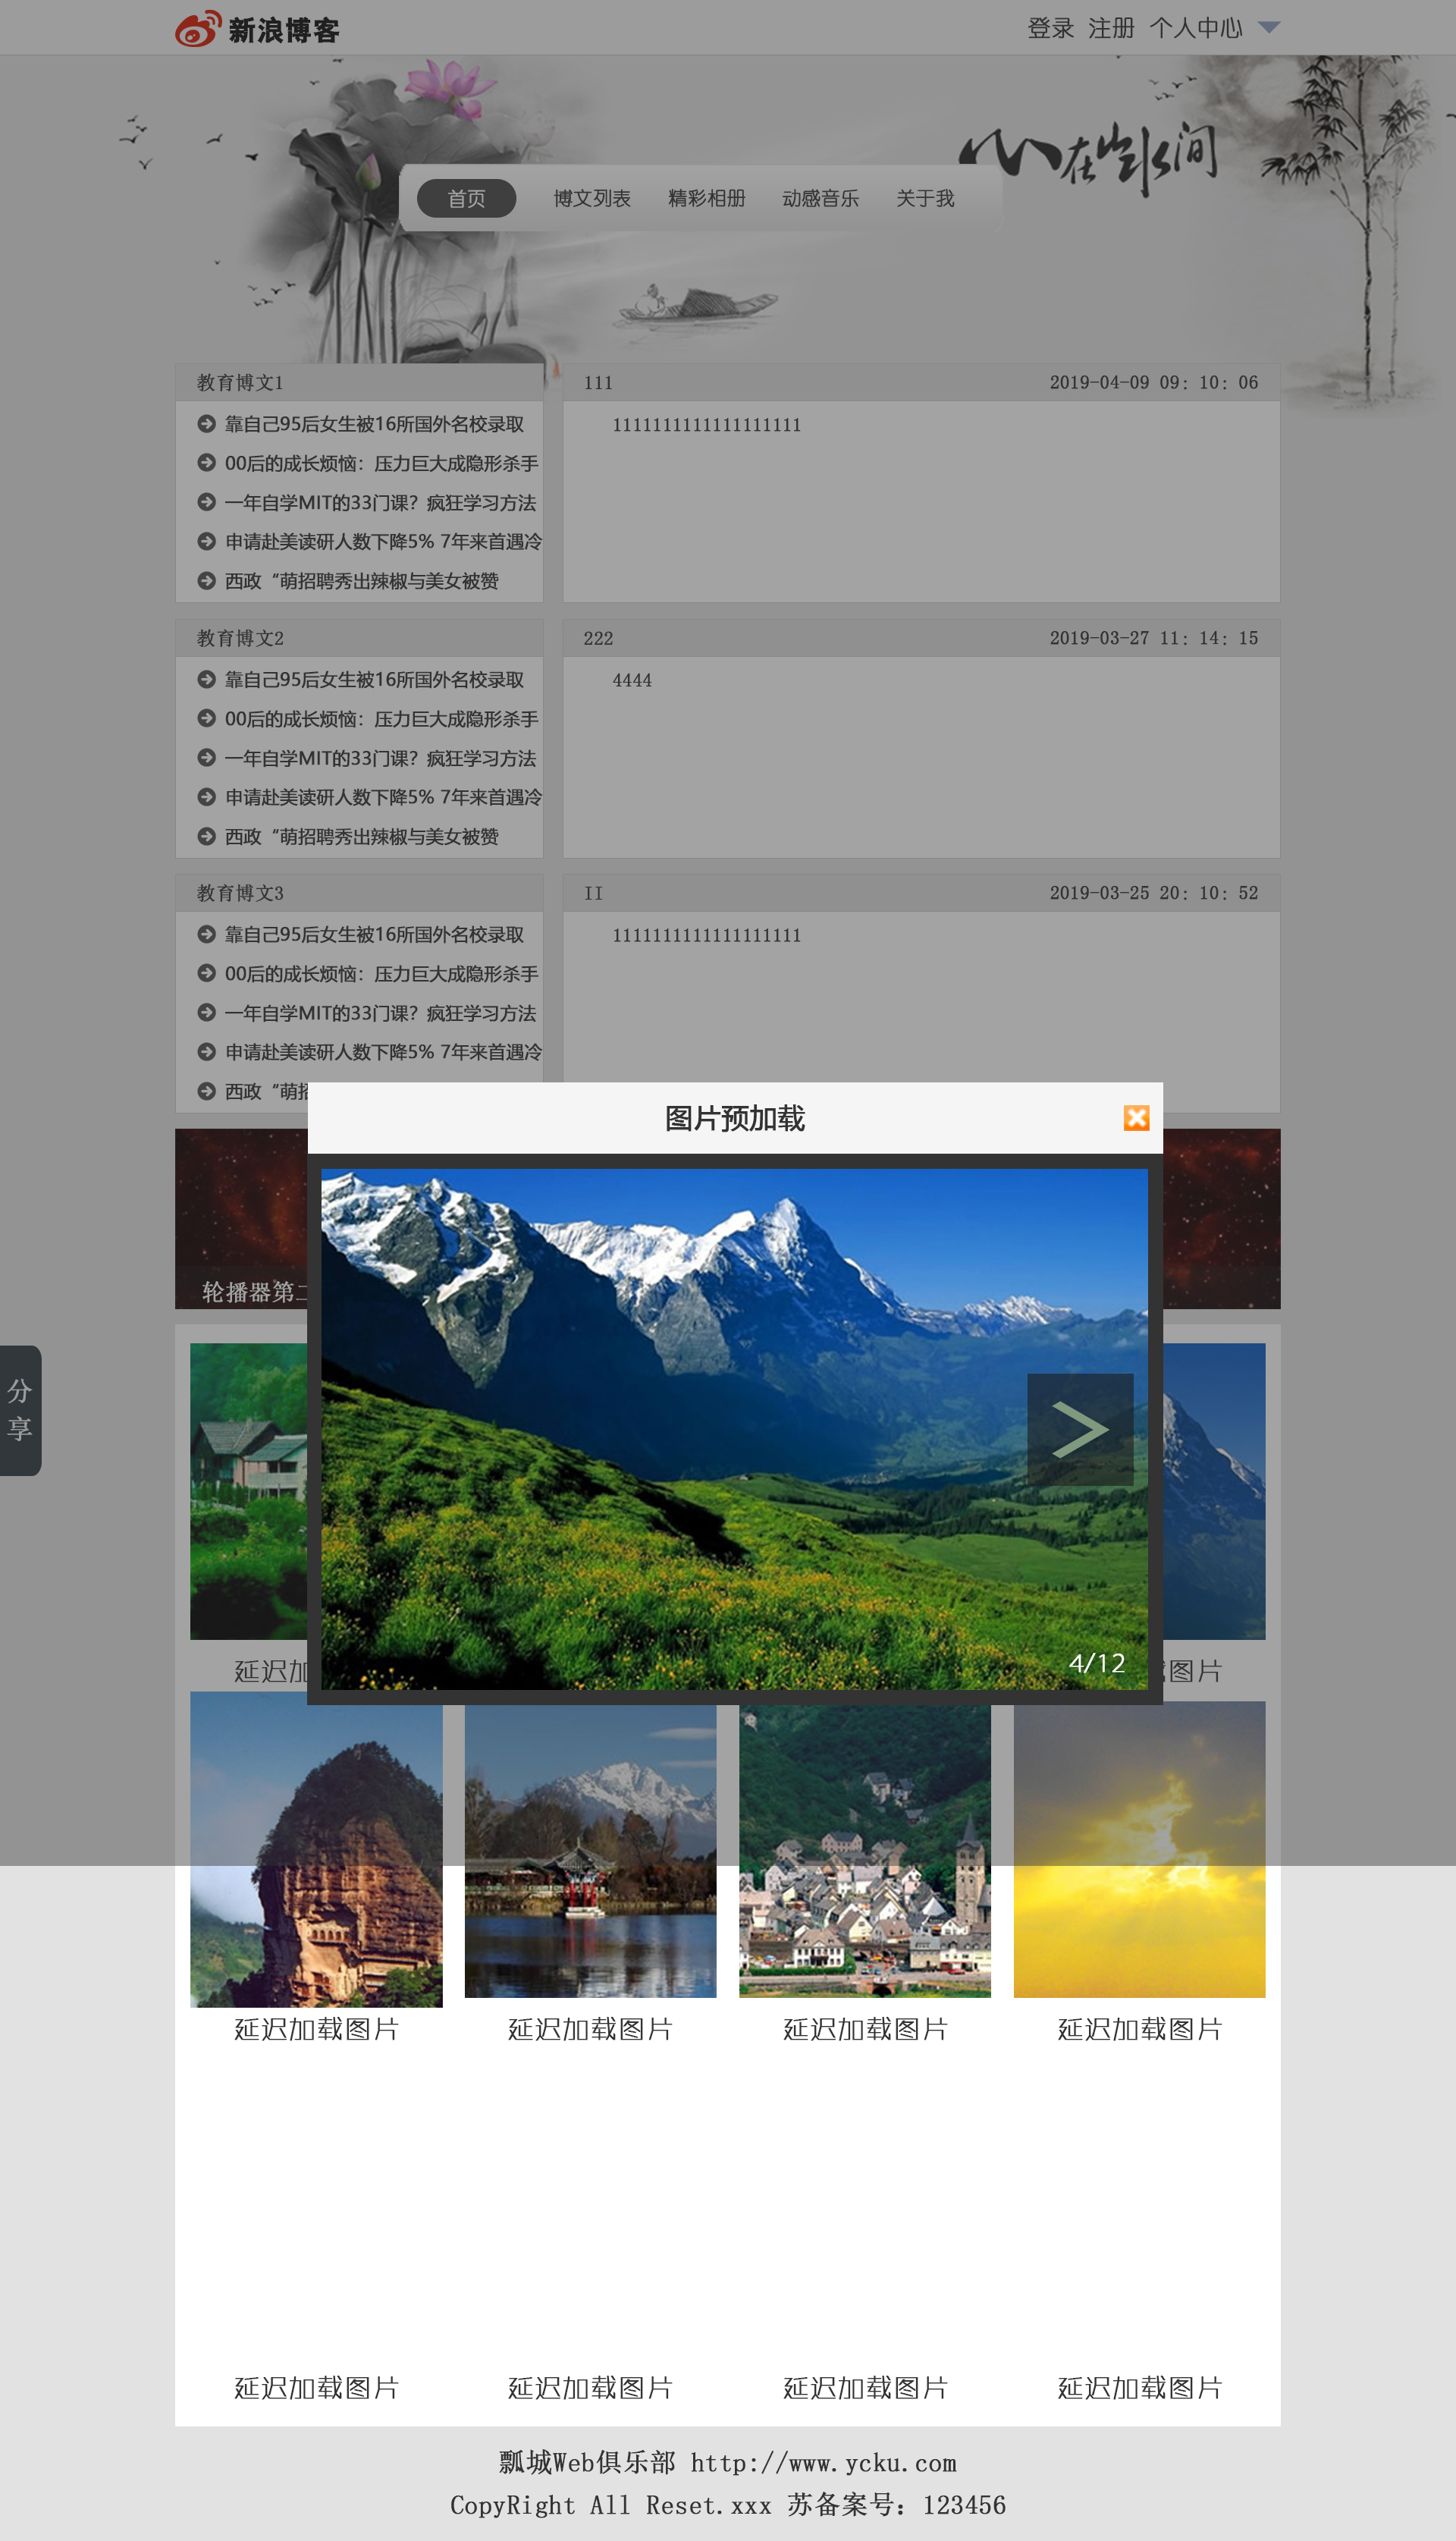 新浪博客
登录 注册 个人中心
心在山水间
首页 博文列表 精彩相册 动感音乐 关于我
教育博文1
靠自己95后女生被16所国外名校录取
00后的成长烦恼：压力巨大成隐形杀手
一年自学MIT的33门课？疯狂学习方法
申请赴美读研人数下降5% 7年来首遇冷
西政“萌招聘秀出辣椒与美女被赞
111 2019-04-09 09：10：06
1111111111111111111
教育博文2
靠自己95后女生被16所国外名校录取
00后的成长烦恼：压力巨大成隐形杀手
一年自学MIT的33门课？疯狂学习方法
申请赴美读研人数下降5% 7年来首遇冷
西政“萌招聘秀出辣椒与美女被赞
222 2019-03-27 11：14：15
4444
教育博文3
靠自己95后女生被16所国外名校录取
00后的成长烦恼：压力巨大成隐形杀手
一年自学MIT的33门课？疯狂学习方法
申请赴美读研人数下降5% 7年来首遇冷
西政“萌招
II 2019-03-25 20：10：52
1111111111111111111
图片预加载
轮播器第二
分
享
>
4/12
延迟加 图片
延迟加载图片 延迟加载图片 延迟加载图片 延迟加载图片
延迟加载图片 延迟加载图片 延迟加载图片 延迟加载图片
瓢城Web俱乐部 http://www.ycku.com
CopyRight All Reset.xxx 苏备案号：123456